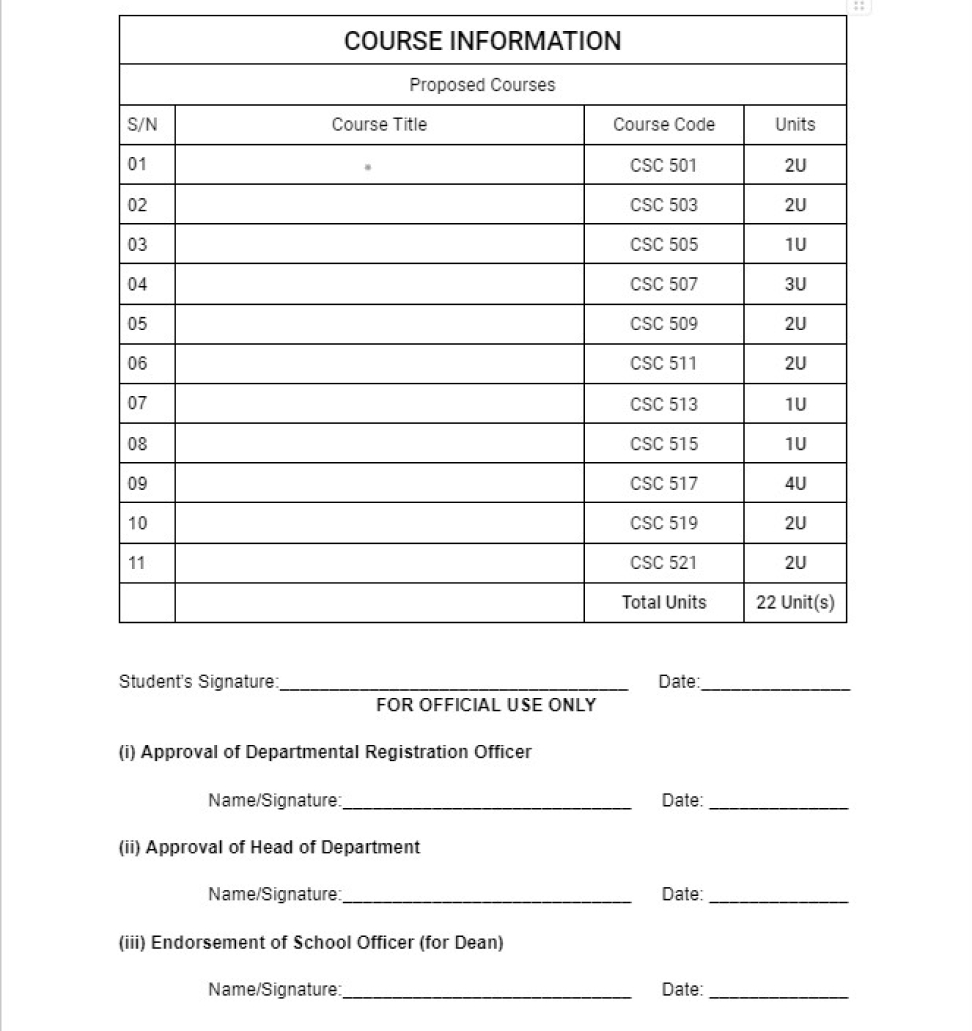 COURSE INFORMATION
Proposed Courses
S/N Course Title Course Code Units
01 CSC 501 2U
02 CSC 503 2U
03 CSC 505 1U
04 CSC 507 3U
05 CSC 509 2U
06 CSC 511 2U
07 CSC 513 1U
08 CSC 515 1U
09 CSC 517 4U
10 CSC 519 2U
11 CSC 521 2U
Total Units 22 Unit(s)
Student's Signature:___________________________________ Date:_______________
FOR OFFICIAL USE ONLY
(i) Approval of Departmental Registration Officer
Name/Signature:_____________________________ Date: ______________
(ii) Approval of Head of Department
Name/Signature:_____________________________ Date: ______________
(iii) Endorsement of School Officer (for Dean)
Name/Signature:_____________________________ Date: ______________